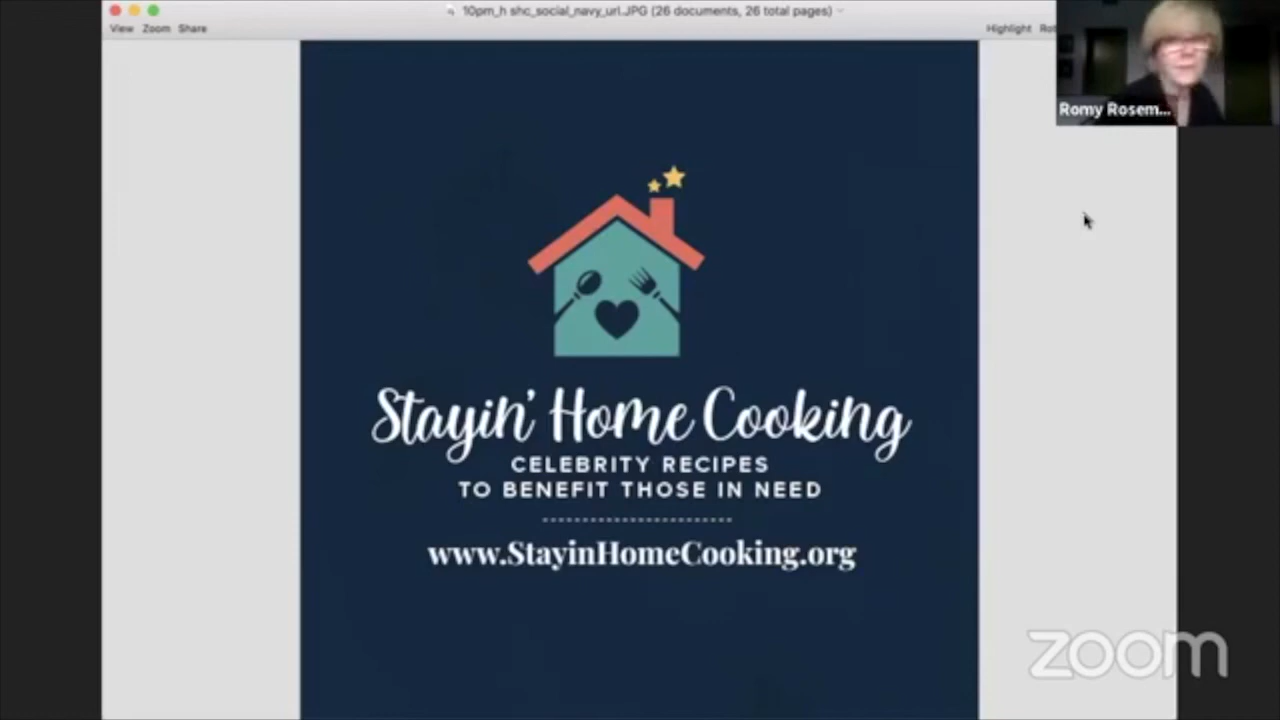 10pm_h shc_social_navy_url.JPG (26 documents, 26 total pages)
View Zoom Share
Highlight
Romy Rosem...
Stayin' Home Cooking
CELEBRITY RECIPES
TO BENEFIT THOSE IN NEED
www.StayinHomeCooking.org
zoom